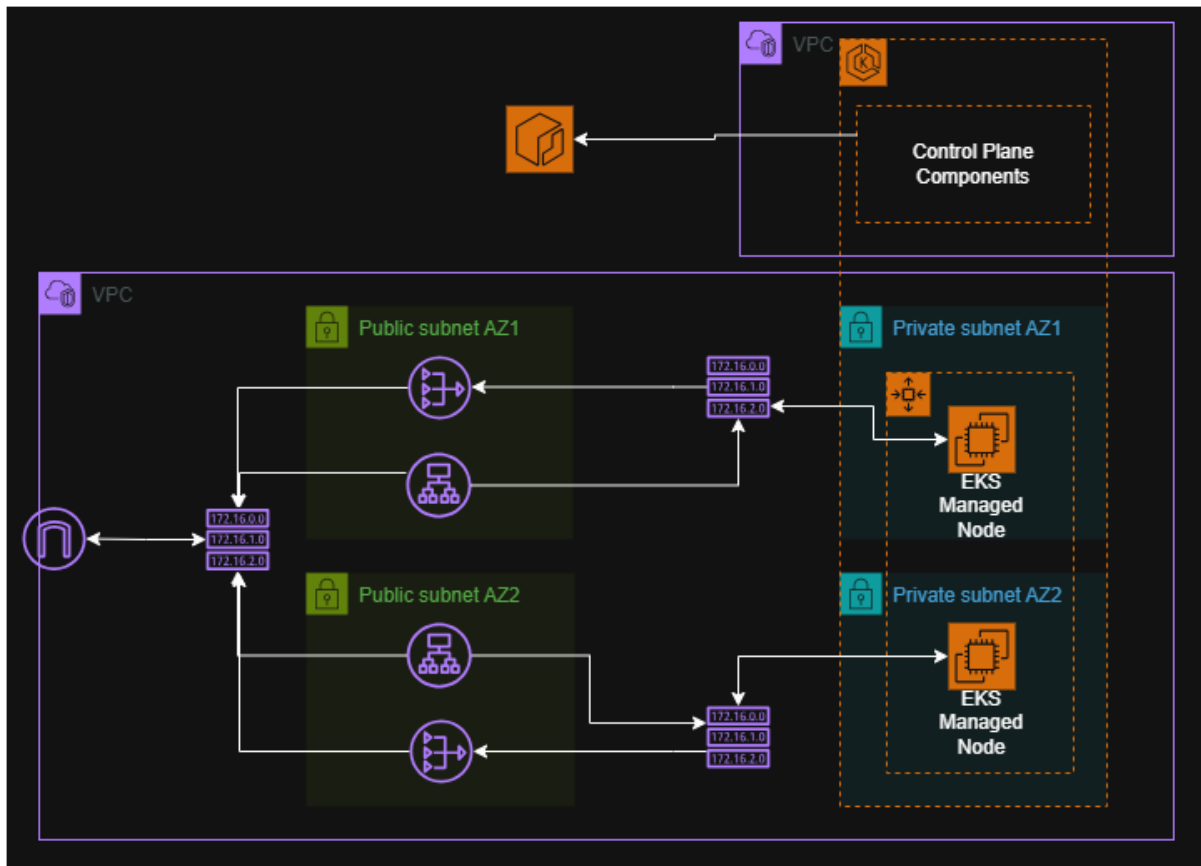 VPC
K
Control Plane
Components
VPC
Public subnet AZ1
Private subnet AZ1
172.16.0.0
172.16.1.0
172.16.2.0
EKS
Managed
Node
172.16.0.0
172.16.1.0
172.16.2.0
Public subnet AZ2
Private subnet AZ2
EKS
Managed
Node
172.16.0.0
172.16.1.0
172.16.2.0